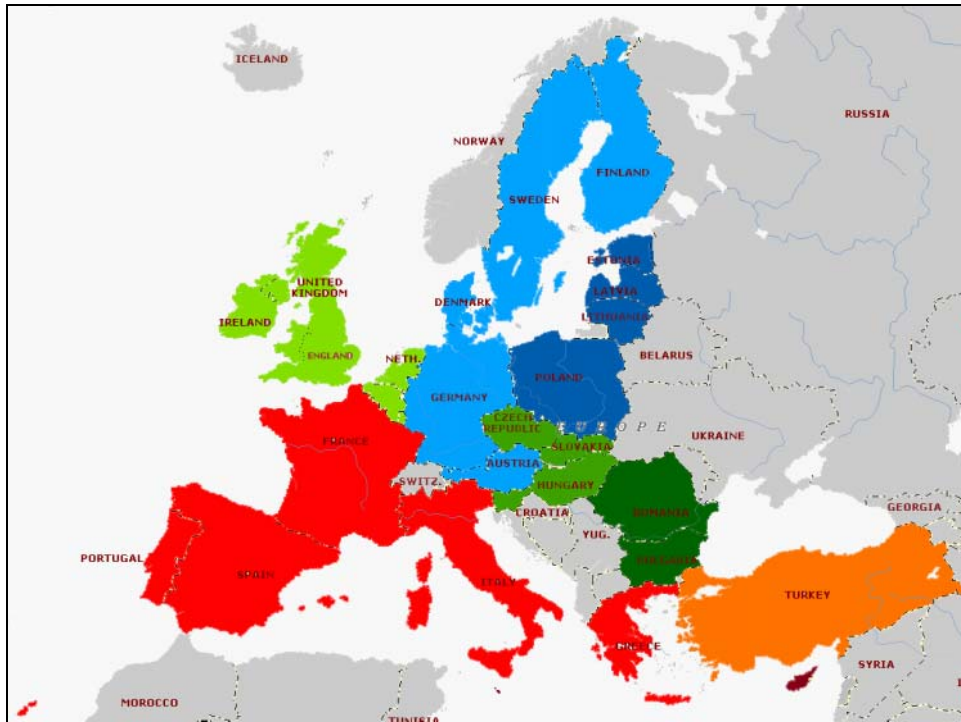 ICELAND
RUSSIA
NORWAY
FINLAND
SWEDEN
ESTONIA
UNITED
KINGDOM
DENMARK
LATVIA
IRELAND
LITHUANIA
ENGLAND
NETH.
BELARUS
POLAND
GERMANY
CZECH
REPUBLIC
EUROPE
UKRAINE
FRANCE
SLOVAKIA
AUSTRIA
SWITZ.
HUNGARY
CROATIA
ROMANIA
GEORGIA
YUG.
PORTUGAL
BULGARIA
SPAIN
ITALY
TURKEY
GREECE
SYRIA
MOROCCO
TUNISIA